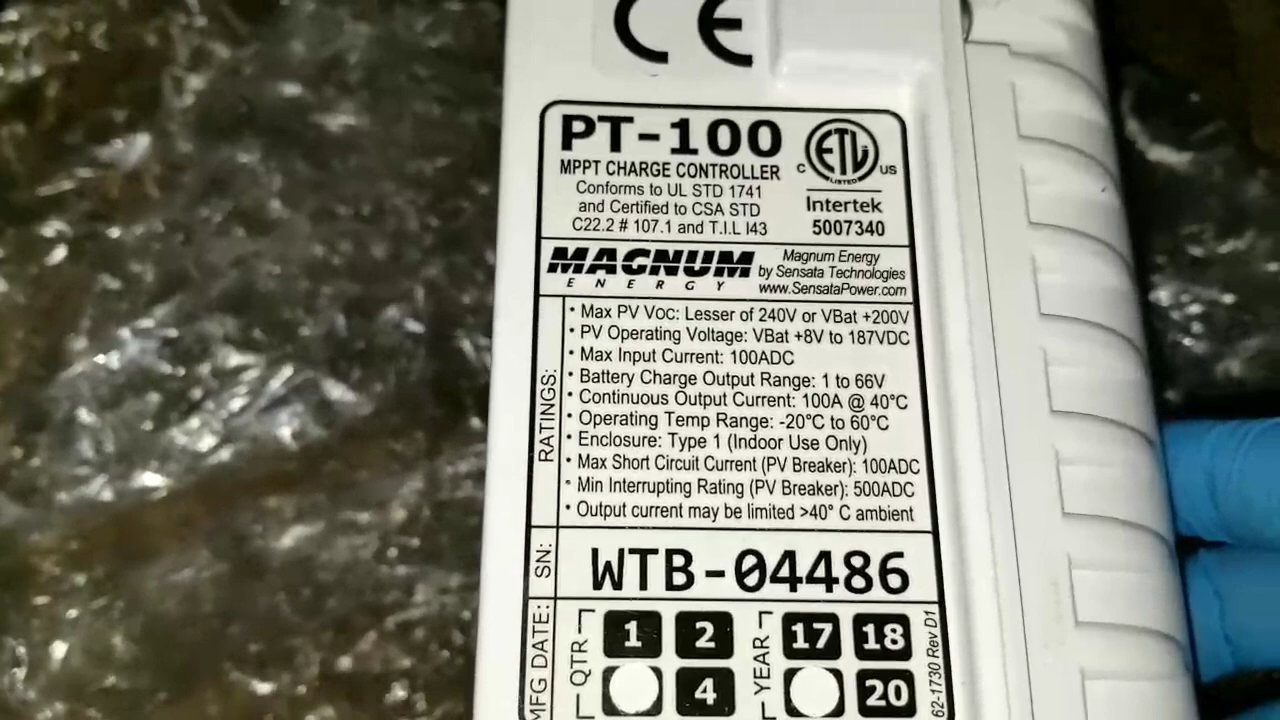 CE
PT-100
MPPT CHARGE CONTROLLER
Conforms to UL STD 1741
and Certified to CSA STD
C22.2 # 107.1 and T.I.L I43
C ETL US
LISTED
Intertek
5007340
MAGNUM
ENERGY
Magnum Energy
by Sensata Technologies
www.SensataPower.com
RATINGS:
• Max PV Voc: Lesser of 240V or VBat +200V
• PV Operating Voltage: VBat +8V to 187VDC
• Max Input Current: 100ADC
• Battery Charge Output Range: 1 to 66V
• Continuous Output Current: 100A @ 40°C
• Operating Temp Range: -20°C to 60°C
• Enclosure: Type 1 (Indoor Use Only)
• Max Short Circuit Current (PV Breaker): 100ADC
• Min Interrupting Rating (PV Breaker): 500ADC
• Output current may be limited >40° C ambient
SN:
WTB-04486
MFG DATE:
QTR
1 2
4
YEAR
17 18
20
62-1730 Rev D1